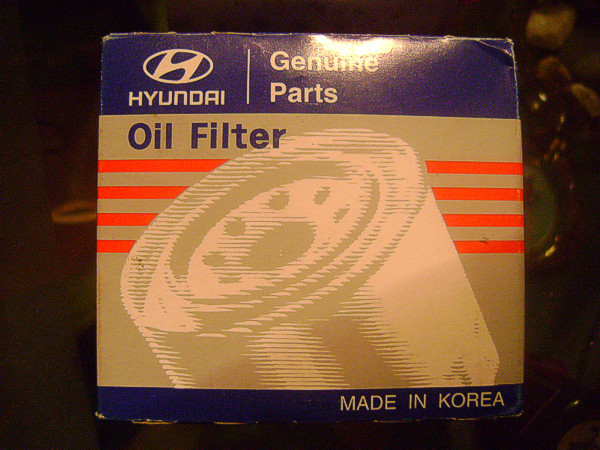 HYUNDAI
Genuine
Parts
Oil Filter
MADE IN KOREA